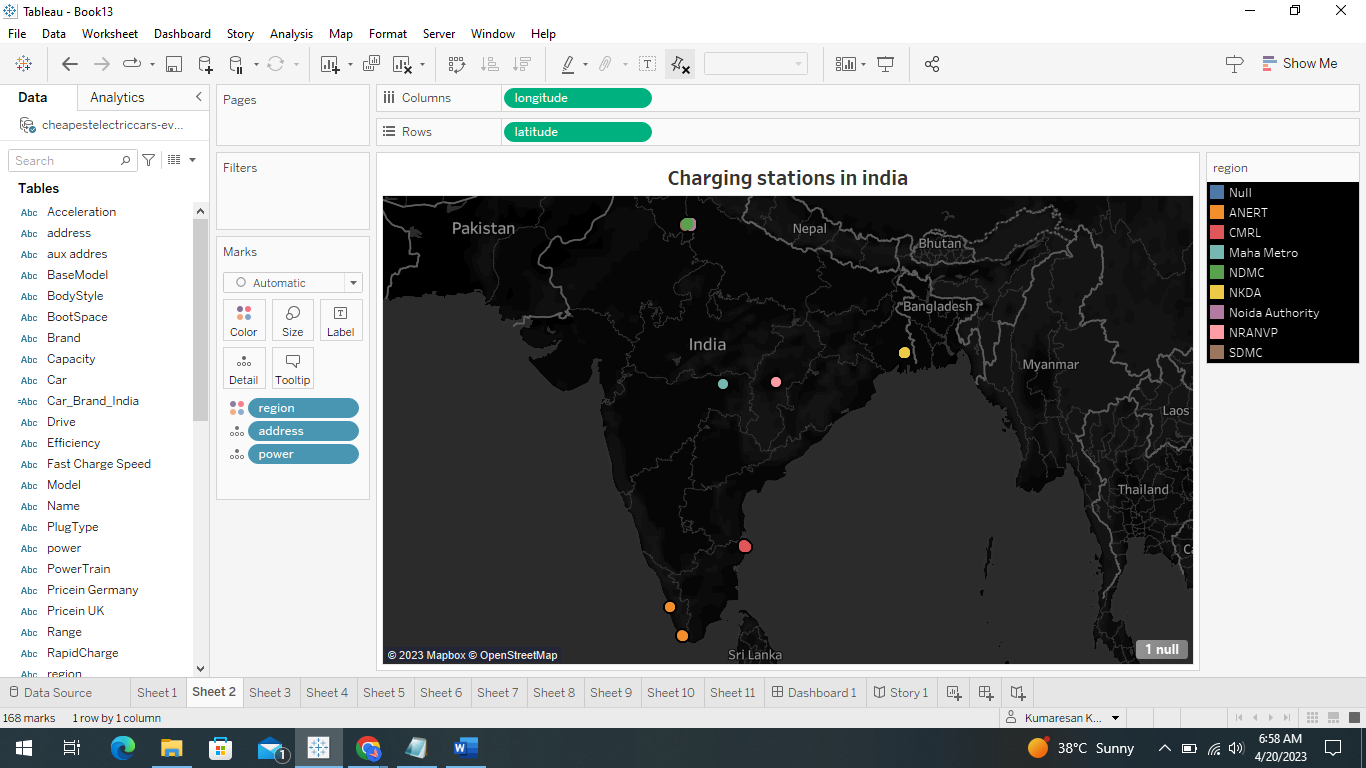 Tableau - Book13
File Data Worksheet Dashboard Story Analysis Map Format Server Window Help
Show Me
Data Analytics
cheapestelectriccars-ev...
Search
Tables
Abc Acceleration
Abc address
Abc aux addres
Abc BaseModel
Abc BodyStyle
Abc BootSpace
Abc Brand
Abc Capacity
Abc Car
=Abc Car_Brand_India
Abc Drive
Abc Efficiency
Abc Fast Charge Speed
Abc Model
Abc Name
Abc PlugType
Abc power
Abc PowerTrain
Abc Pricein Germany
Abc Pricein UK
Abc Range
Abc RapidCharge
Abc region
Pages
Filters
Marks
Automatic
Color Size Label
Detail Tooltip
region
address
power
Columns longitude
Rows latitude
Charging stations in india
Pakistan
Nepal
Bhutan
Bangladesh
India
Myanmar
Laos
Thailand
Ca
Sri Lanka
© 2023 Mapbox © OpenStreetMap
1 null
region
Null
ANERT
CMRL
Maha Metro
NDMC
NKDA
Noida Authority
NRANVP
SDMC
Data Source Sheet 1 Sheet 2 Sheet 3 Sheet 4 Sheet 5 Sheet 6 Sheet 7 Sheet 8 Sheet 9 Sheet 10 Sheet 11 Dashboard 1 Story 1
168 marks 1 row by 1 column Kumaresan K...
1
38°C Sunny
6:58 AM
4/20/2023